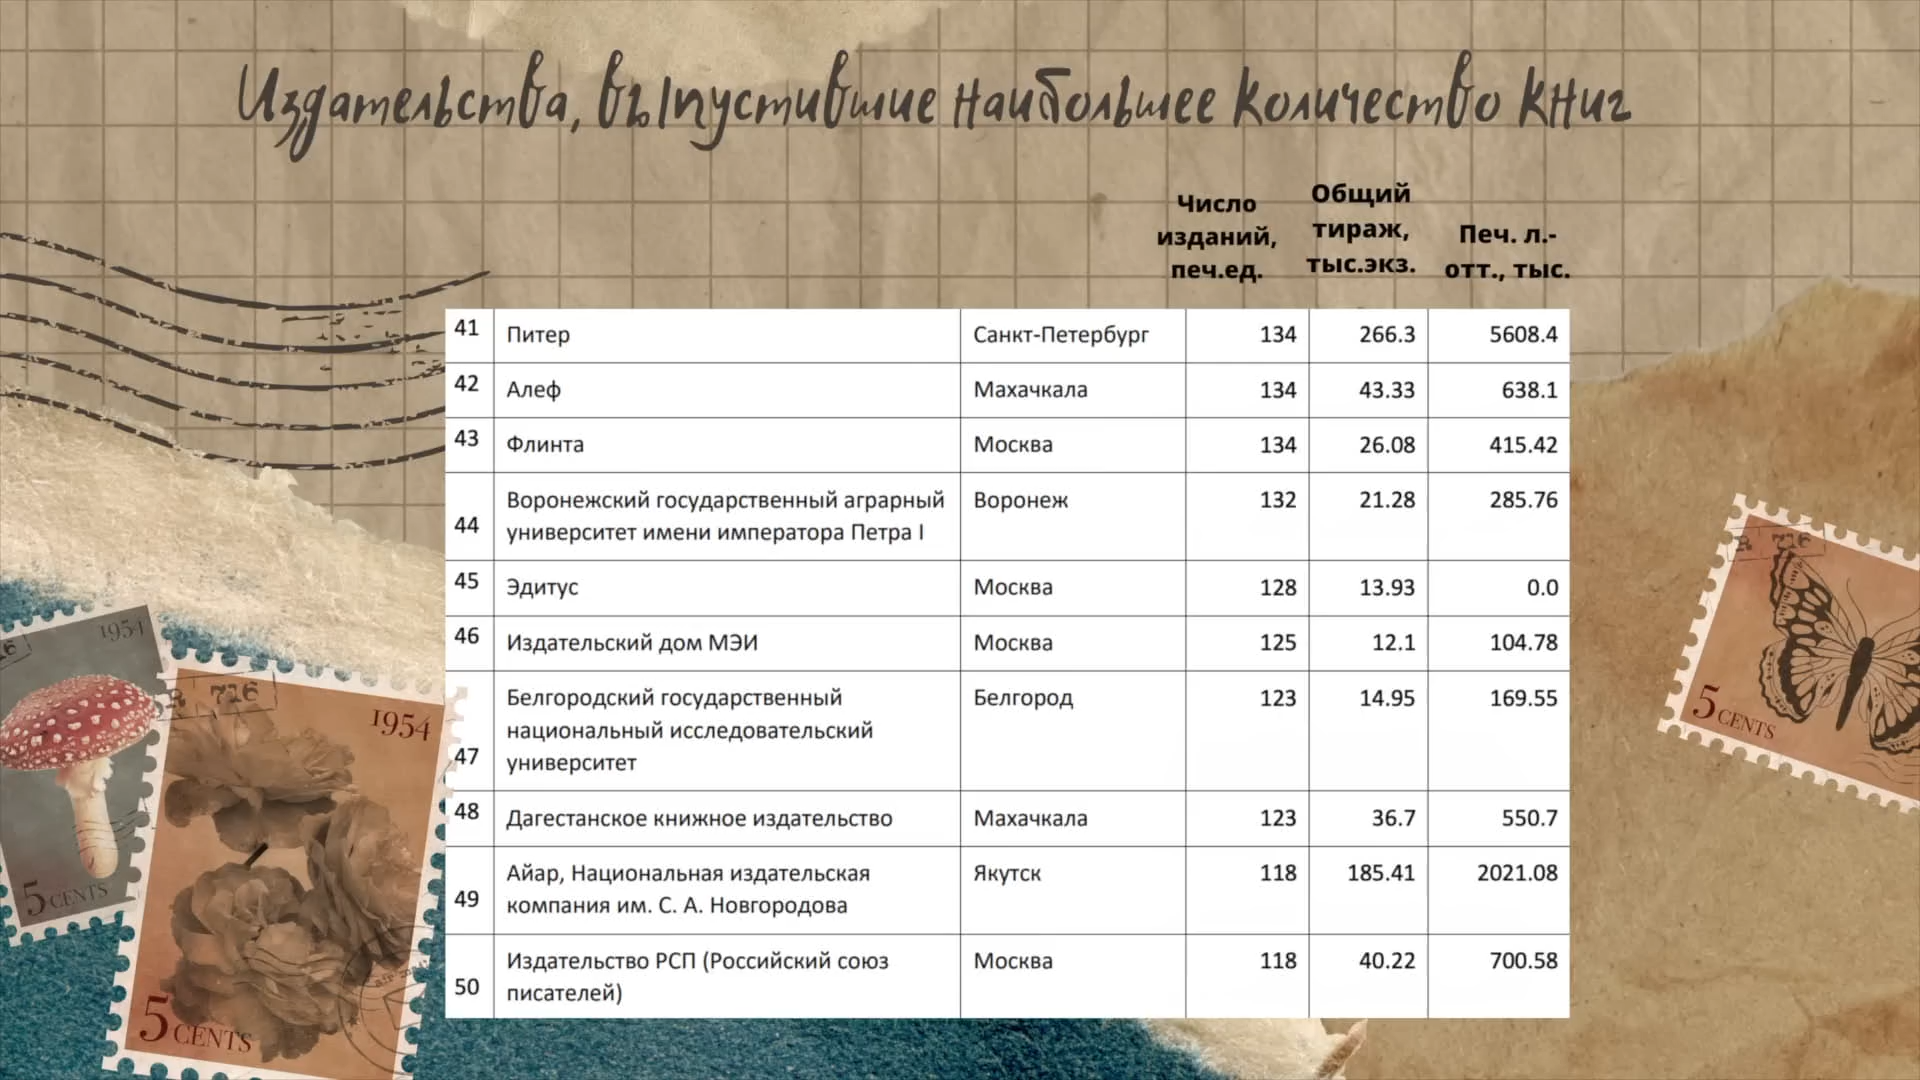 Издательства, выпустившие наибольшее количество книг
Число
изданий,
печ.ед.
Общий
тираж,
тыс.экз.
Печ. л.-
отт., тыс.
41 Питер Санкт-Петербург 134 266.3 5608.4
42 Алеф Махачкала 134 43.33 638.1
43 Флинта Москва 134 26.08 415.42
44 Воронежский государственный аграрный Воронеж 132 21.28 285.76
университет имени императора Петра I
45 Эдитус Москва 128 13.93 0.0
46 Издательский дом МЭИ Москва 125 12.1 104.78
47 Белгородский государственный Белгород 123 14.95 169.55
национальный исследовательский
университет
48 Дагестанское книжное издательство Махачкала 123 36.7 550.7
49 Айар, Национальная издательская Якутск 118 185.41 2021.08
компания им. С. А. Новгородова
50 Издательство РСП (Российский союз Москва 118 40.22 700.58
писателей)
1954
5 CENTS
716
1954
5 CENTS
R 716
5 CENTS